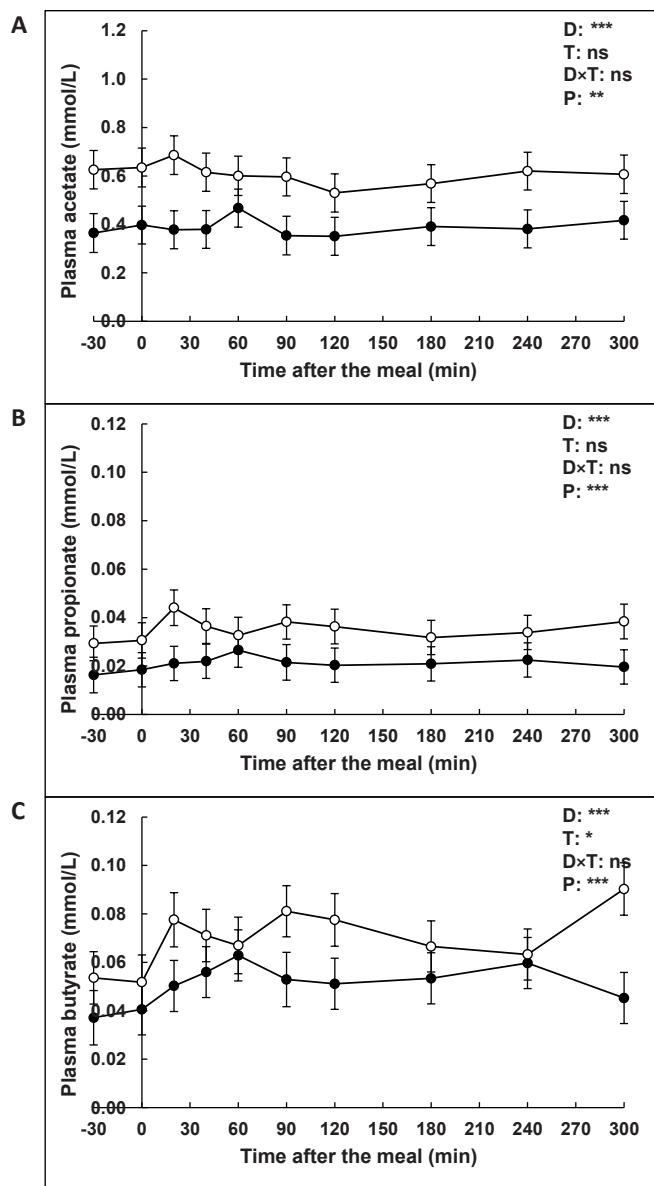 A
D: ***
T: ns
D×T: ns
P: **
Plasma acetate (mmol/L)
1.2
1.0
0.8
0.6
0.4
0.2
0.0
-30 0 30 60 90 120 150 180 210 240 270 300
Time after the meal (min)
B
D: ***
T: ns
D×T: ns
P: ***
Plasma propionate (mmol/L)
0.12
0.10
0.08
0.06
0.04
0.02
0.00
-30 0 30 60 90 120 150 180 210 240 270 300
Time after the meal (min)
C
D: ***
T: *
D×T: ns
P: ***
Plasma butyrate (mmol/L)
0.12
0.10
0.08
0.06
0.04
0.02
0.00
-30 0 30 60 90 120 150 180 210 240 270 300
Time after the meal (min)